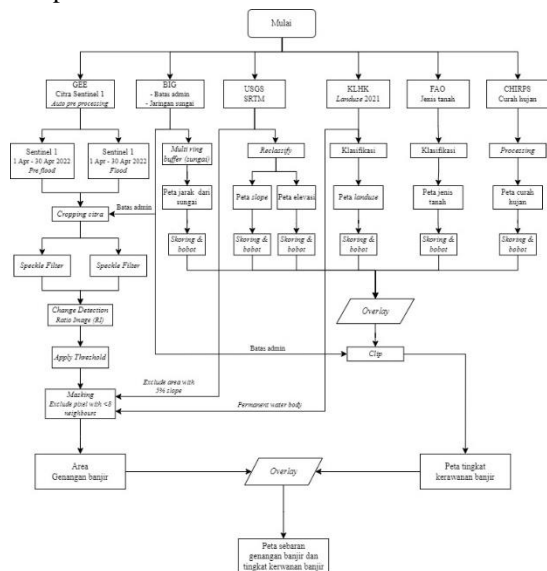 Mulai
GEE
Citra Sentinel 1
Auto pre processing
BIG
- Batas admin
- Jaringan sungai
USGS
SRTM
KLHK
Landuse 2021
FAO
Jenis tanah
CHIRPS
Curah hujan
Sentinel 1
1 Apr - 30 Apr 2022
Pre flood
Sentinel 1
1 Apr - 30 Apr 2022
Flood
Multi ring
buffer (sungai)
Reclassify
Klasifikasi
Klasifikasi
Processing
Peta jarak dari
sungai
Peta slope
Peta elevasi
Peta landuse
Peta jenis
tanah
Peta curah
hujan
Batas admin
Cropping citra
Skoring &
bobot
Skoring &
bobot
Skoring &
bobot
Skoring &
bobot
Skoring &
bobot
Skoring &
bobot
Speckle Filter
Speckle Filter
Change Detection
Ratio Image (RI)
Overlay
Apply Threshold
Batas admin
Clip
Masking
Exclude pixel with <8
neighbours
Exclude area with
5% slope
Permanent water body
Area
Genangan banjir
Overlay
Peta tingkat
kerawanan banjir
Peta sebaran
genangan banjir dan
tingkat kerwanan banjir